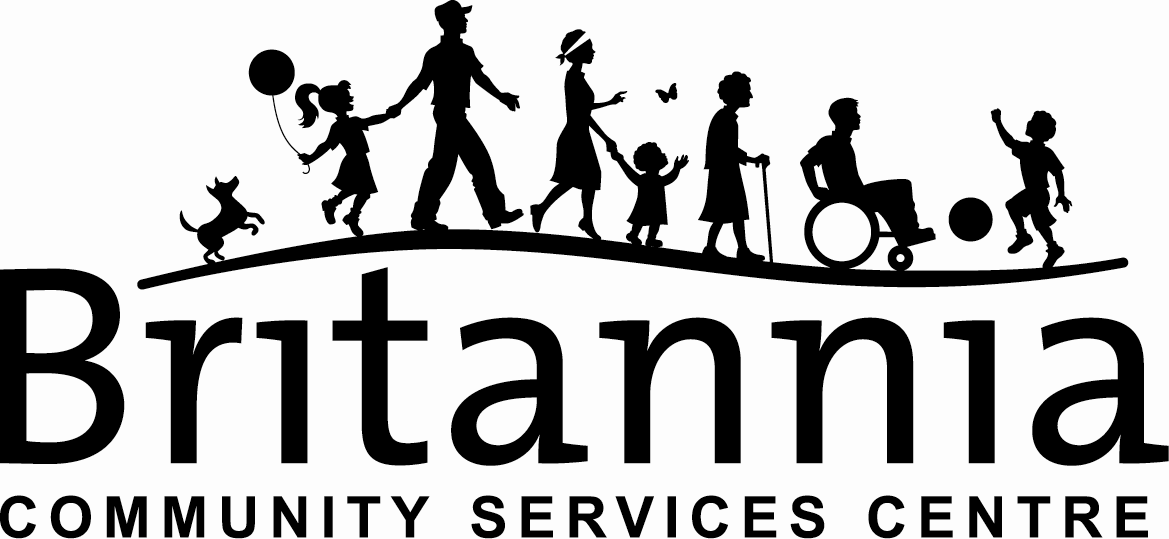 Britannia
COMMUNITY SERVICES CENTRE